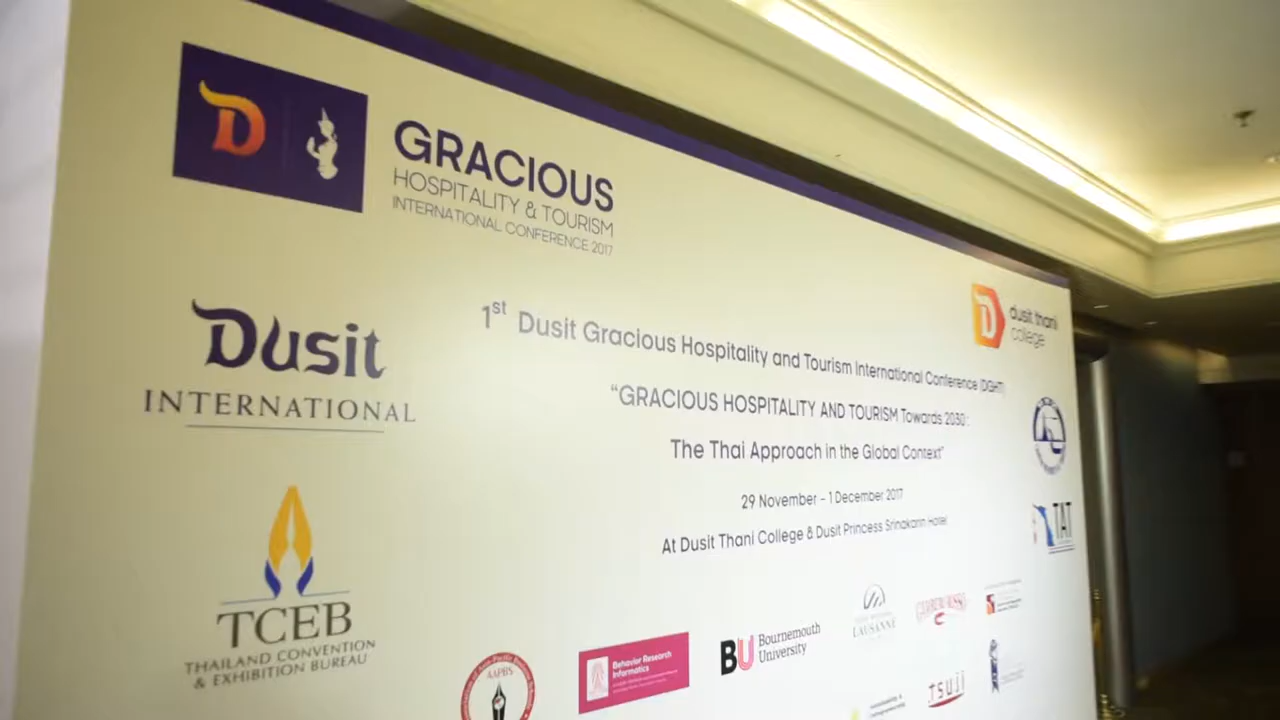 D
GRACIOUS
HOSPITALITY & TOURISM
INTERNATIONAL CONFERENCE 2017
D
dusit thani
college
Dusit
INTERNATIONAL
1st Dusit Gracious Hospitality and Tourism International Conference (DGHT)
"GRACIOUS HOSPITALITY AND TOURISM Towards 2030 :
The Thai Approach in the Global Context"
29 November - 1 December 2017
At Dusit Thani College & Dusit Princess Srinakarin Hotel
TCEB
THAILAND CONVENTION
& EXHIBITION BUREAU
TAT
AAPBS
Behavior Research
Informatics
BU Bournemouth
University
LAUSANNE
tsuji